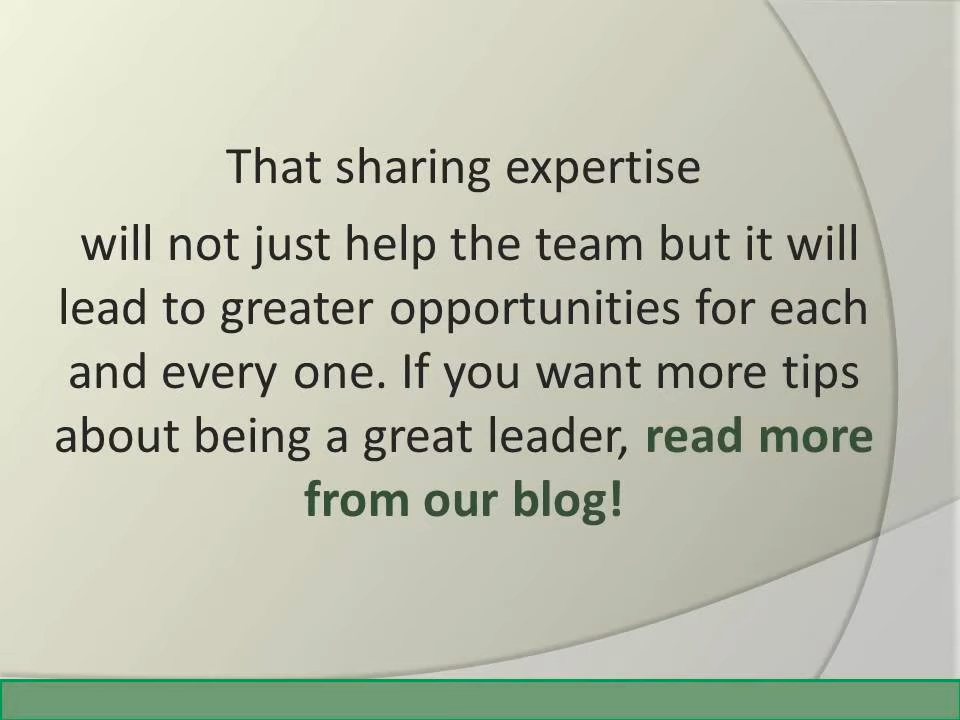 That sharing expertise
will not just help the team but it will
lead to greater opportunities for each
and every one. If you want more tips
about being a great leader, read more
from our blog!